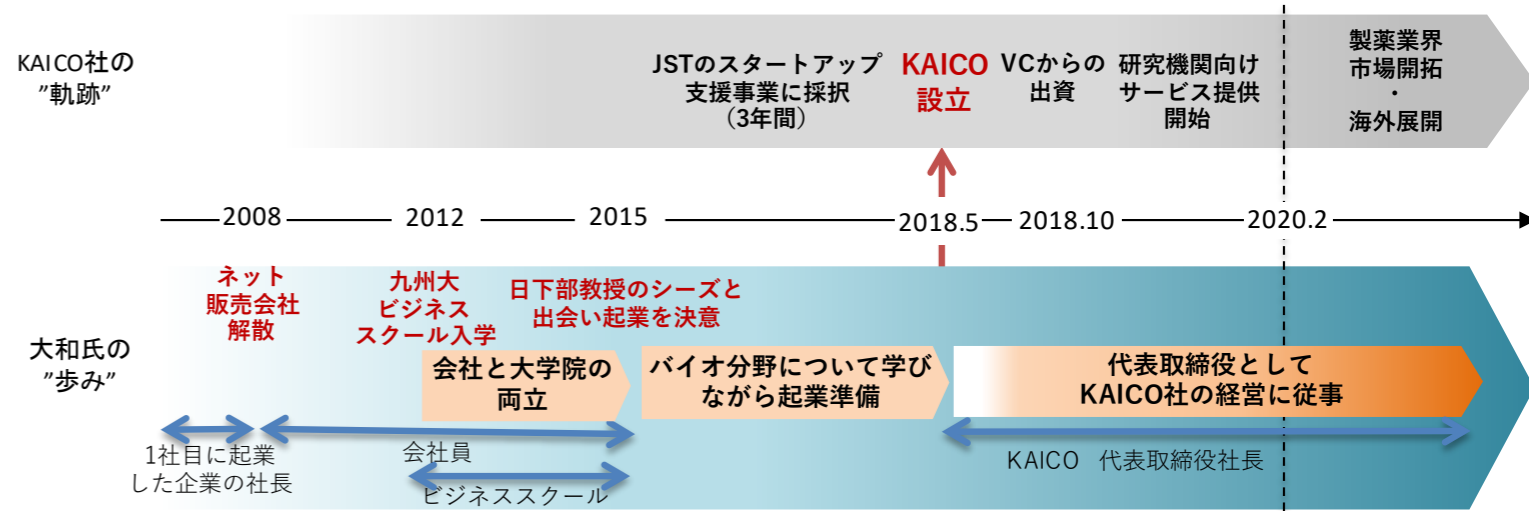 KAICO社の
”軌跡”
JSTのスタートアップ
支援事業に採択
（3年間）
KAICO
設立
VCからの
出資
研究機関向け
サービス提供
開始
製薬業界
市場開拓
・
海外展開
2008
2012
2015
2018.5
2018.10
2020.2
大和氏の
”歩み”
ネット
販売会社
解散
九州大
ビジネス
スクール入学
日下部教授のシーズと
出会い起業を決意
会社と大学院の
両立
バイオ分野について学び
ながら起業準備
代表取締役として
KAICO社の経営に従事
1社目に起業
した企業の社長
会社員
ビジネススクール
KAICO　代表取締役社長